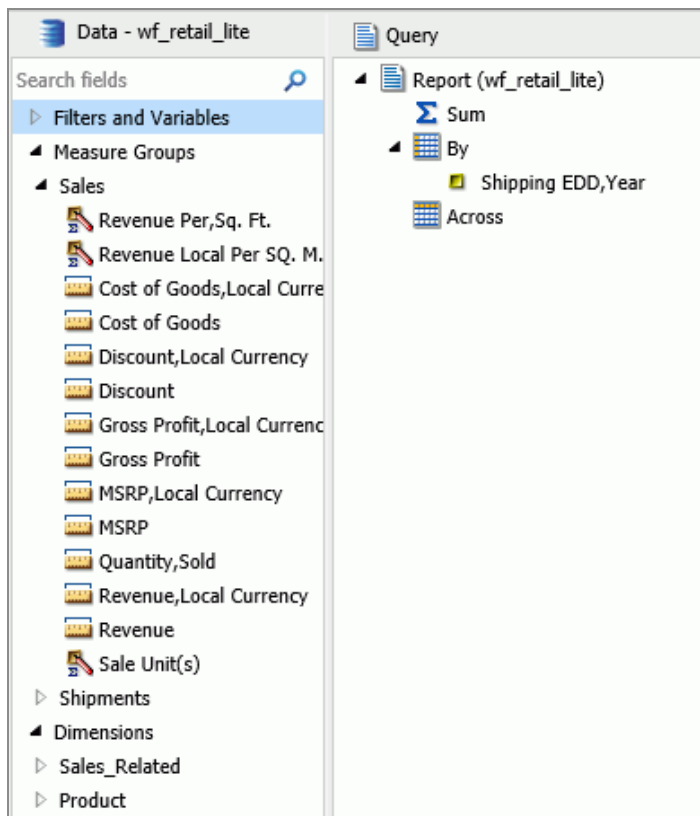 Data - wf_retail_lite
Search fields
Filters and Variables
Measure Groups
Sales
Revenue Per,Sq. Ft.
Revenue Local Per SQ. M.
Cost of Goods,Local Curre
Cost of Goods
Discount,Local Currency
Discount
Gross Profit,Local Currenc
Gross Profit
MSRP,Local Currency
MSRP
Quantity,Sold
Revenue,Local Currency
Revenue
Sale Unit(s)
Shipments
Dimensions
Sales_Related
Product
Query
Report (wf_retail_lite)
Sum
By
Shipping EDD,Year
Across